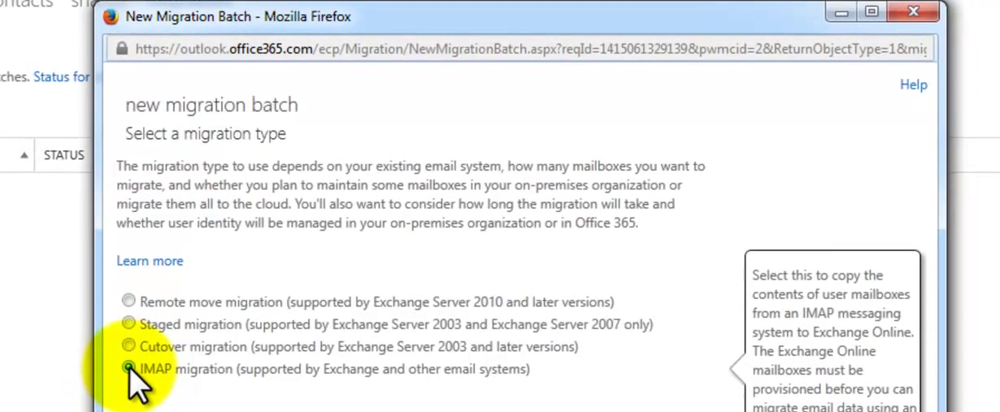 New Migration Batch - Mozilla Firefox
https://outlook.office365.com/ecp/Migration/NewMigrationBatch.aspx?reqId=1415061329139&pwmcid=2&ReturnObjectType=1&mig
ches. Status for
Help
new migration batch
Select a migration type
STATUS
The migration type to use depends on your existing email system, how many mailboxes you want to
migrate, and whether you plan to maintain some mailboxes in your on-premises organization or
migrate them all to the cloud. You'll also want to consider how long the migration will take and
whether user identity will be managed in your on-premises organization or in Office 365.
Learn more
Remote move migration (supported by Exchange Server 2010 and later versions)
Staged migration (supported by Exchange Server 2003 and Exchange Server 2007 only)
Cutover migration (supported by Exchange Server 2003 and later versions)
IMAP migration (supported by Exchange and other email systems)
Select this to copy the
contents of user mailboxes
from an IMAP messaging
system to Exchange Online.
The Exchange Online
mailboxes must be
provisioned before you can
migrate email data using an